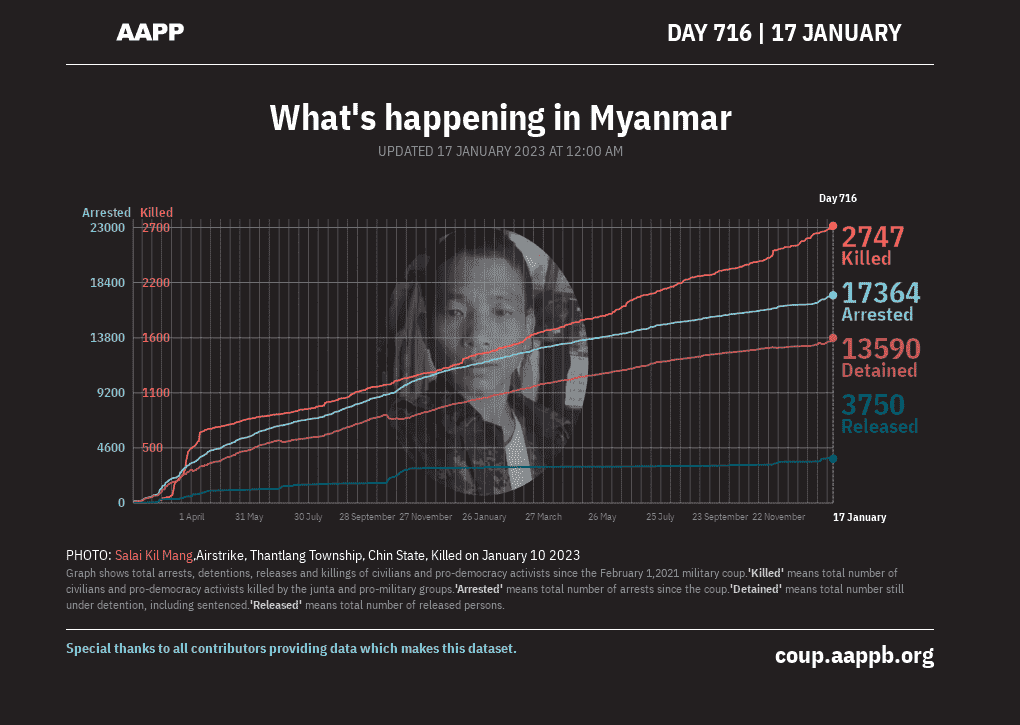 AAPP
DAY 716 | 17 JANUARY
What's happening in Myanmar
UPDATED 17 JANUARY 2023 AT 12:00 AM
Day 716
Arrested Killed
23000 2700
18400 2200
13800 1600
9200 1100
4600 500
0
2747
Killed
17364
Arrested
13590
Detained
3750
Released
1 April 31 May 30 July 28 September 27 November 26 January 27 March 26 May 25 July 23 September 22 November 17 January
PHOTO: Salai Kil Mang,Airstrike, Thantlang Township, Chin State, Killed on January 10 2023
Graph shows total arrests, detentions, releases and killings of civilians and pro-democracy activists since the February 1,2021 military coup.'Killed' means total number of
civilians and pro-democracy activists killed by the junta and pro-military groups.'Arrested' means total number of arrests since the coup.'Detained' means total number still
under detention, including sentenced.'Released' means total number of released persons.
Special thanks to all contributors providing data which makes this dataset.
coup.aappb.org